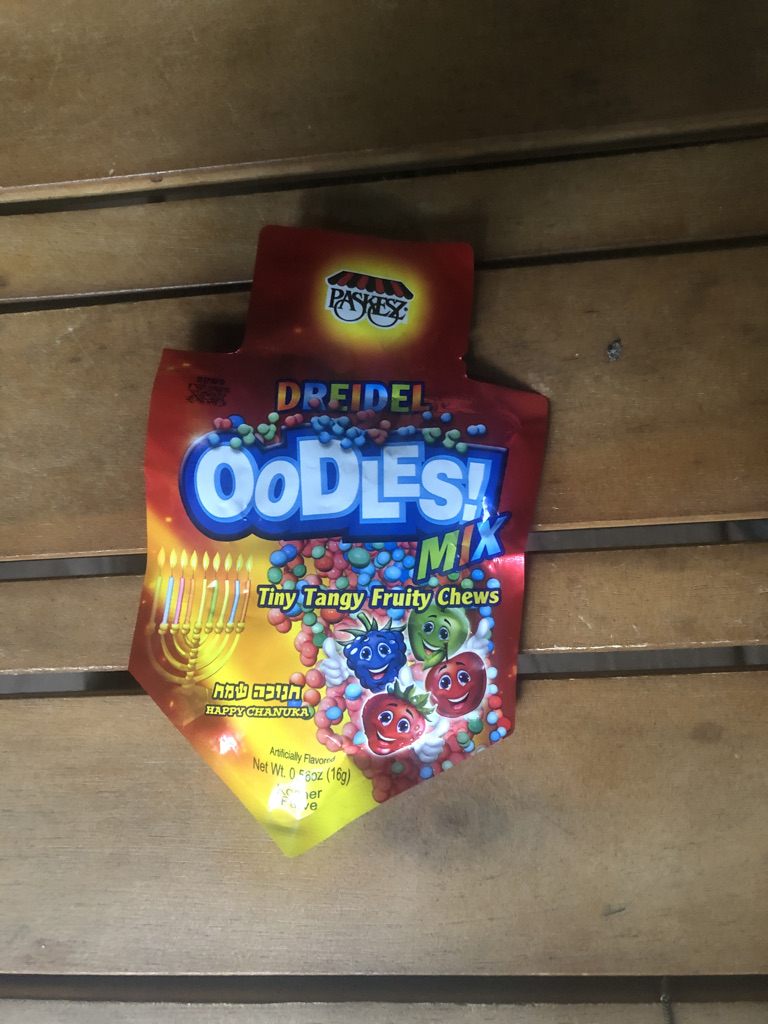 PASKESZ
DREIDEL
OODLES!
MIX
Tiny Tangy Fruity Chews
חנוכה שמח
HAPPY CHANUKA
Artificially Flavored
Net Wt. 0.56oz (16g)
Kosher
Parve